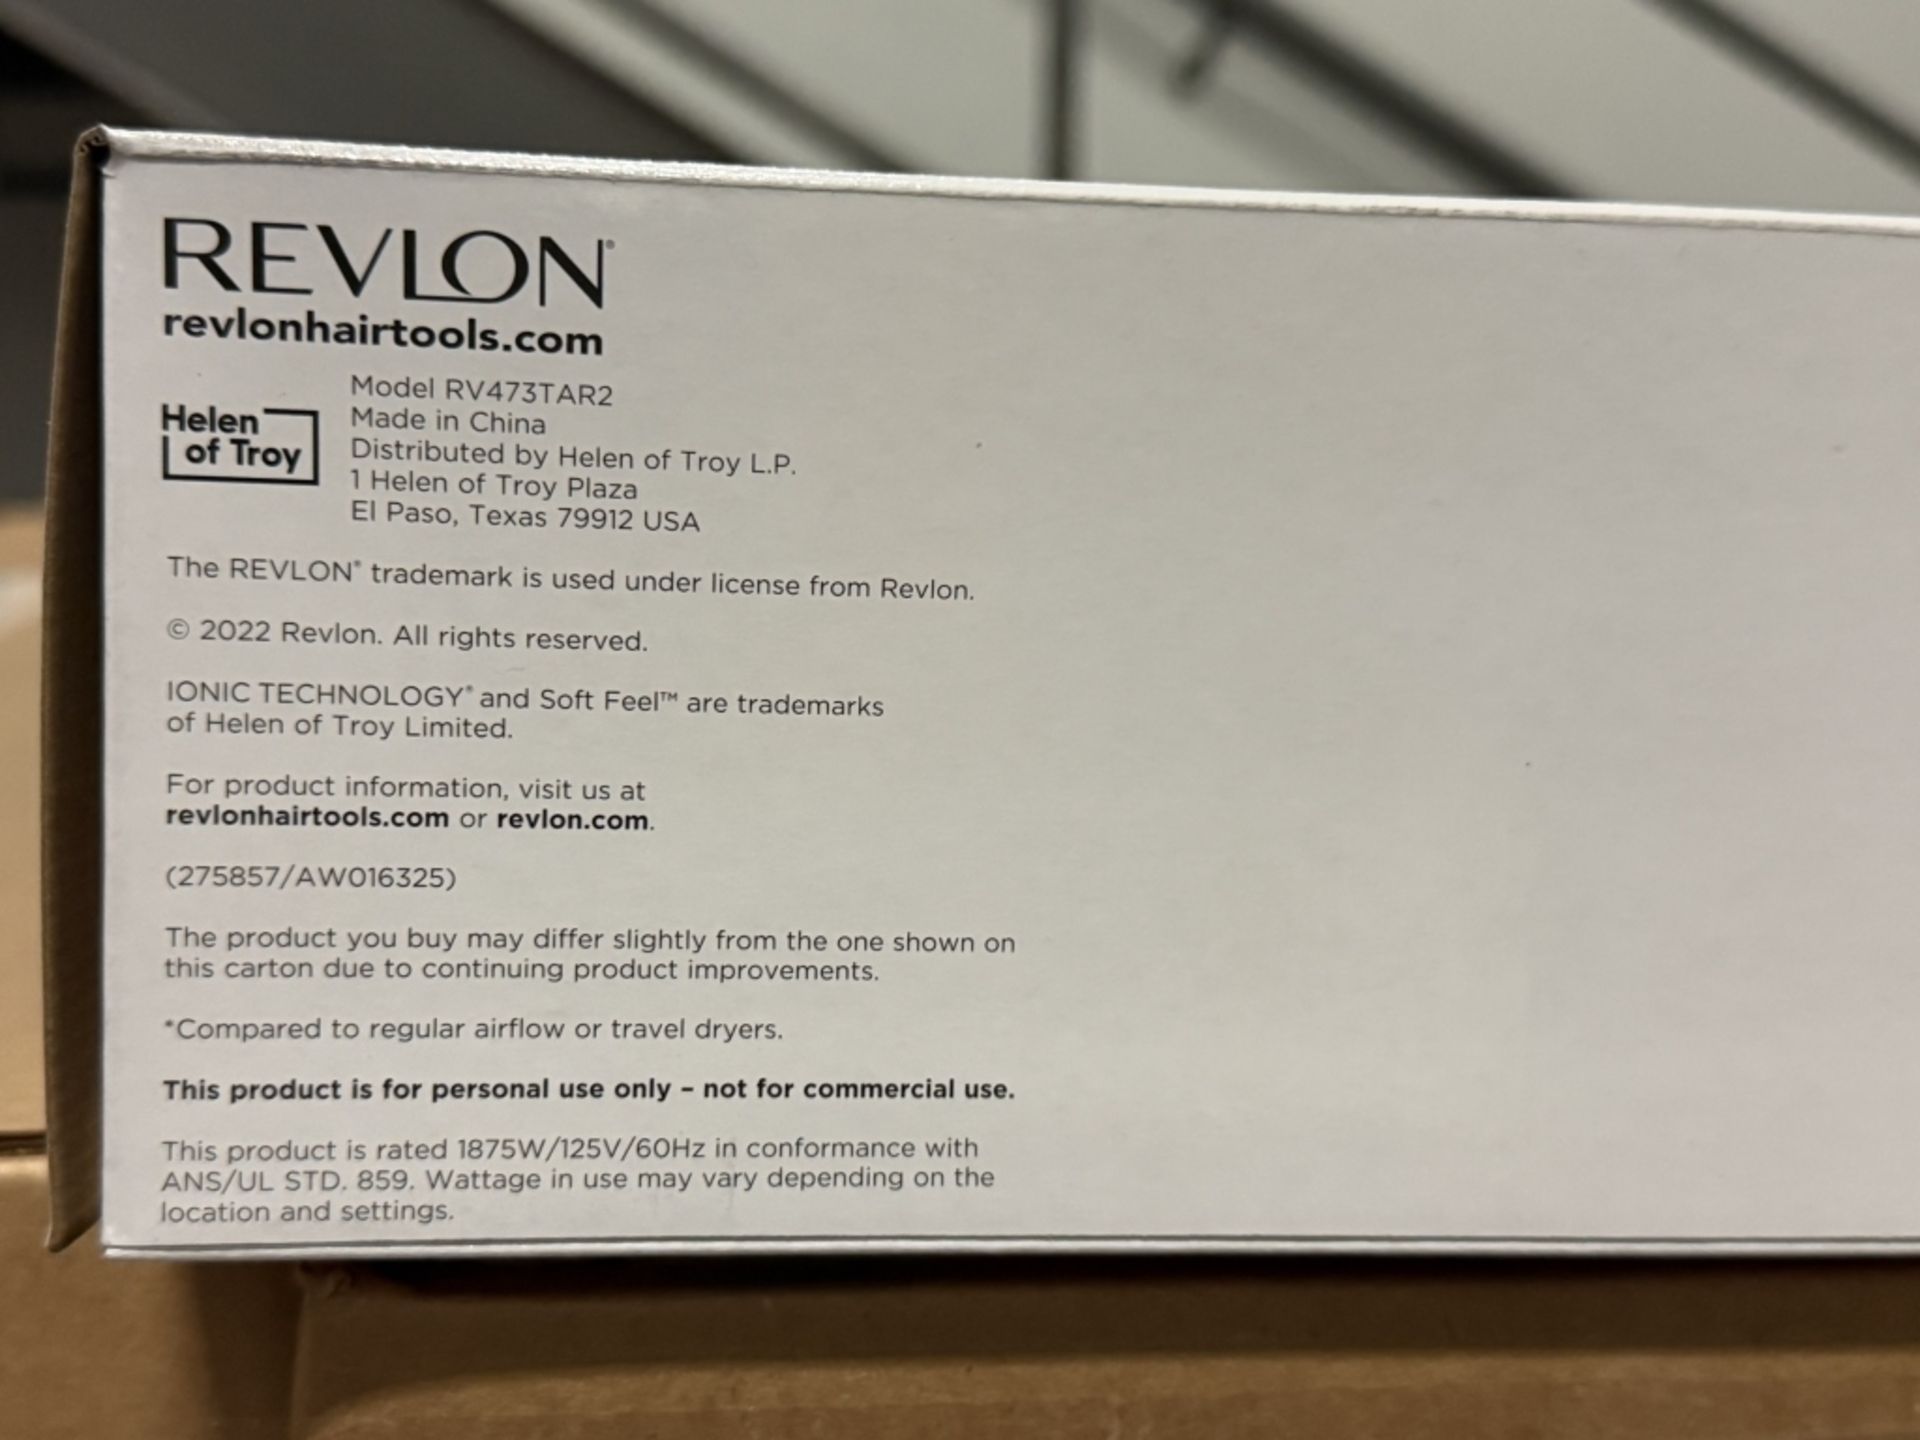 REVLON®
revlonhairtools.com
Helen
of Troy
Model RV473TAR2
Made in China
Distributed by Helen of Troy L.P.
1 Helen of Troy Plaza
El Paso, Texas 79912 USA
The REVLON® trademark is used under license from Revlon.
© 2022 Revlon. All rights reserved.
IONIC TECHNOLOGY® and Soft Feel™ are trademarks
of Helen of Troy Limited.
For product information, visit us at
revlonhairtools.com or revlon.com.
(275857/AW016325)
The product you buy may differ slightly from the one shown on
this carton due to continuing product improvements.
*Compared to regular airflow or travel dryers.
This product is for personal use only – not for commercial use.
This product is rated 1875W/125V/60Hz in conformance with
ANS/UL STD. 859. Wattage in use may vary depending on the
location and settings.